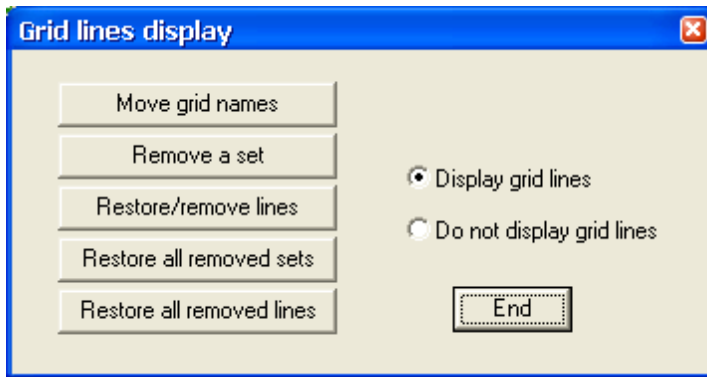 Grid lines display
Move grid names
Remove a set
Restore/remove lines
Restore all removed sets
Restore all removed lines
Display grid lines
Do not display grid lines
End